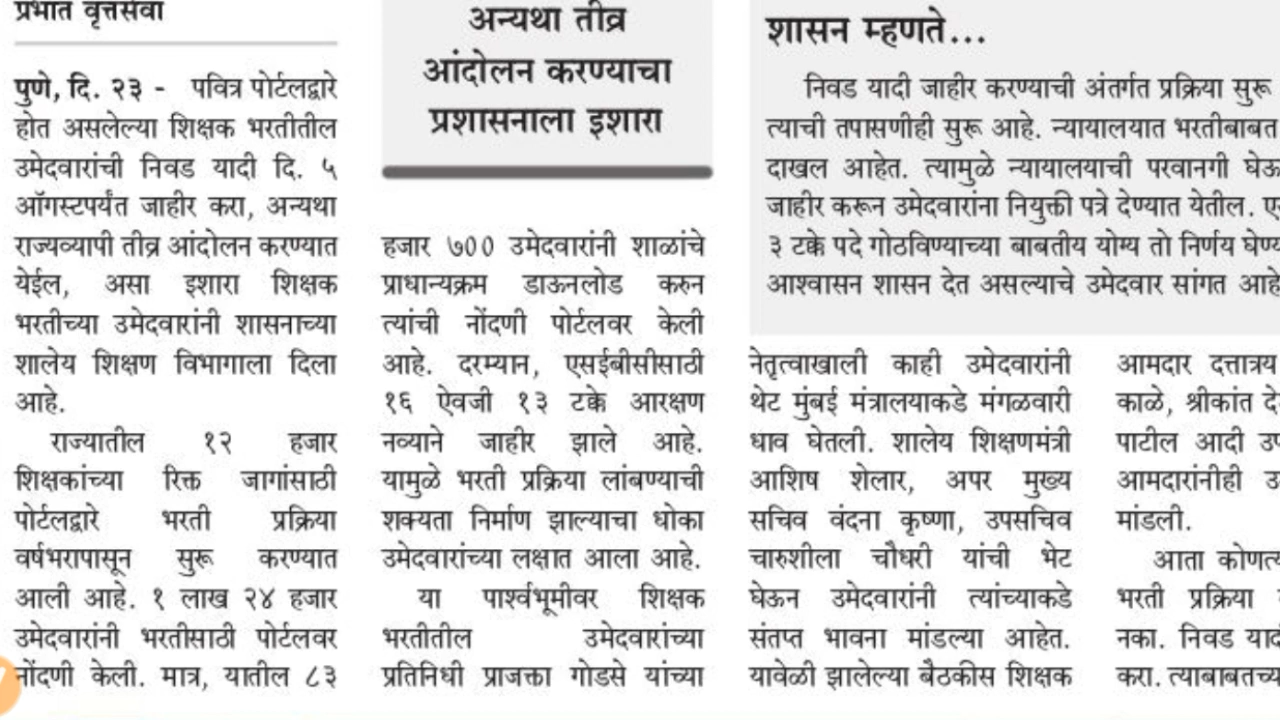 प्रभात वृत्तसेवा
पुणे, दि. २३ - पवित्र पोर्टलद्वारे
होत असलेल्या शिक्षक भरतीतील
उमेदवारांची निवड यादी दि. ५
ऑगस्टपर्यंत जाहीर करा, अन्यथा
राज्यव्यापी तीव्र आंदोलन करण्यात
येईल, असा इशारा शिक्षक
भरतीच्या उमेदवारांनी शासनाच्या
शालेय शिक्षण विभागाला दिला
आहे.
राज्यातील १२ हजार
शिक्षकांच्या रिक्त जागांसाठी
पोर्टलद्वारे भरती प्रक्रिया
वर्षभरापासून सुरू करण्यात
आली आहे. १ लाख २४ हजार
उमेदवारांनी भरतीसाठी पोर्टलवर
नोंदणी केली. मात्र, यातील ८३
अन्यथा तीव्र
आंदोलन करण्याचा
प्रशासनाला इशारा
हजार ७०० उमेदवारांनी शाळांचे
प्राधान्यक्रम डाऊनलोड करुन
त्यांची नोंदणी पोर्टलवर केली
आहे. दरम्यान, एसईबीसीसाठी
१६ ऐवजी १३ टक्के आरक्षण
नव्याने जाहीर झाले आहे.
यामुळे भरती प्रक्रिया लांबण्याची
शक्यता निर्माण झाल्याचा धोका
उमेदवारांच्या लक्षात आला आहे.
या पार्श्वभूमीवर शिक्षक
भरतीतील उमेदवारांच्या
प्रतिनिधी प्राजक्ता गोडसे यांच्या
शासन म्हणते...
निवड यादी जाहीर करण्याची अंतर्गत प्रक्रिया सुरू
त्याची तपासणीही सुरू आहे. न्यायालयात भरतीबाबत
दाखल आहेत. त्यामुळे न्यायालयाची परवानगी घेऊ
जाहीर करून उमेदवारांना नियुक्ती पत्रे देण्यात येतील. ए
३ टक्के पदे गोठविण्याच्या बाबतीय योग्य तो निर्णय घेण्य
आश्वासन शासन देत असल्याचे उमेदवार सांगत आहे
नेतृत्वाखाली काही उमेदवारांनी
थेट मुंबई मंत्रालयाकडे मंगळवारी
धाव घेतली. शालेय शिक्षणमंत्री
आशिष शेलार, अपर मुख्य
सचिव वंदना कृष्णा, उपसचिव
चारुशीला चौधरी यांची भेट
घेऊन उमेदवारांनी त्यांच्याकडे
संतप्त भावना मांडल्या आहेत.
यावेळी झालेल्या बैठकीस शिक्षक
आमदार दत्तात्रय
काळे, श्रीकांत दे
पाटील आदी उप
आमदारांनीही उ
मांडली.
आता कोणत्य
भरती प्रक्रिया
नका. निवड याद
करा. त्याबाबतच्य